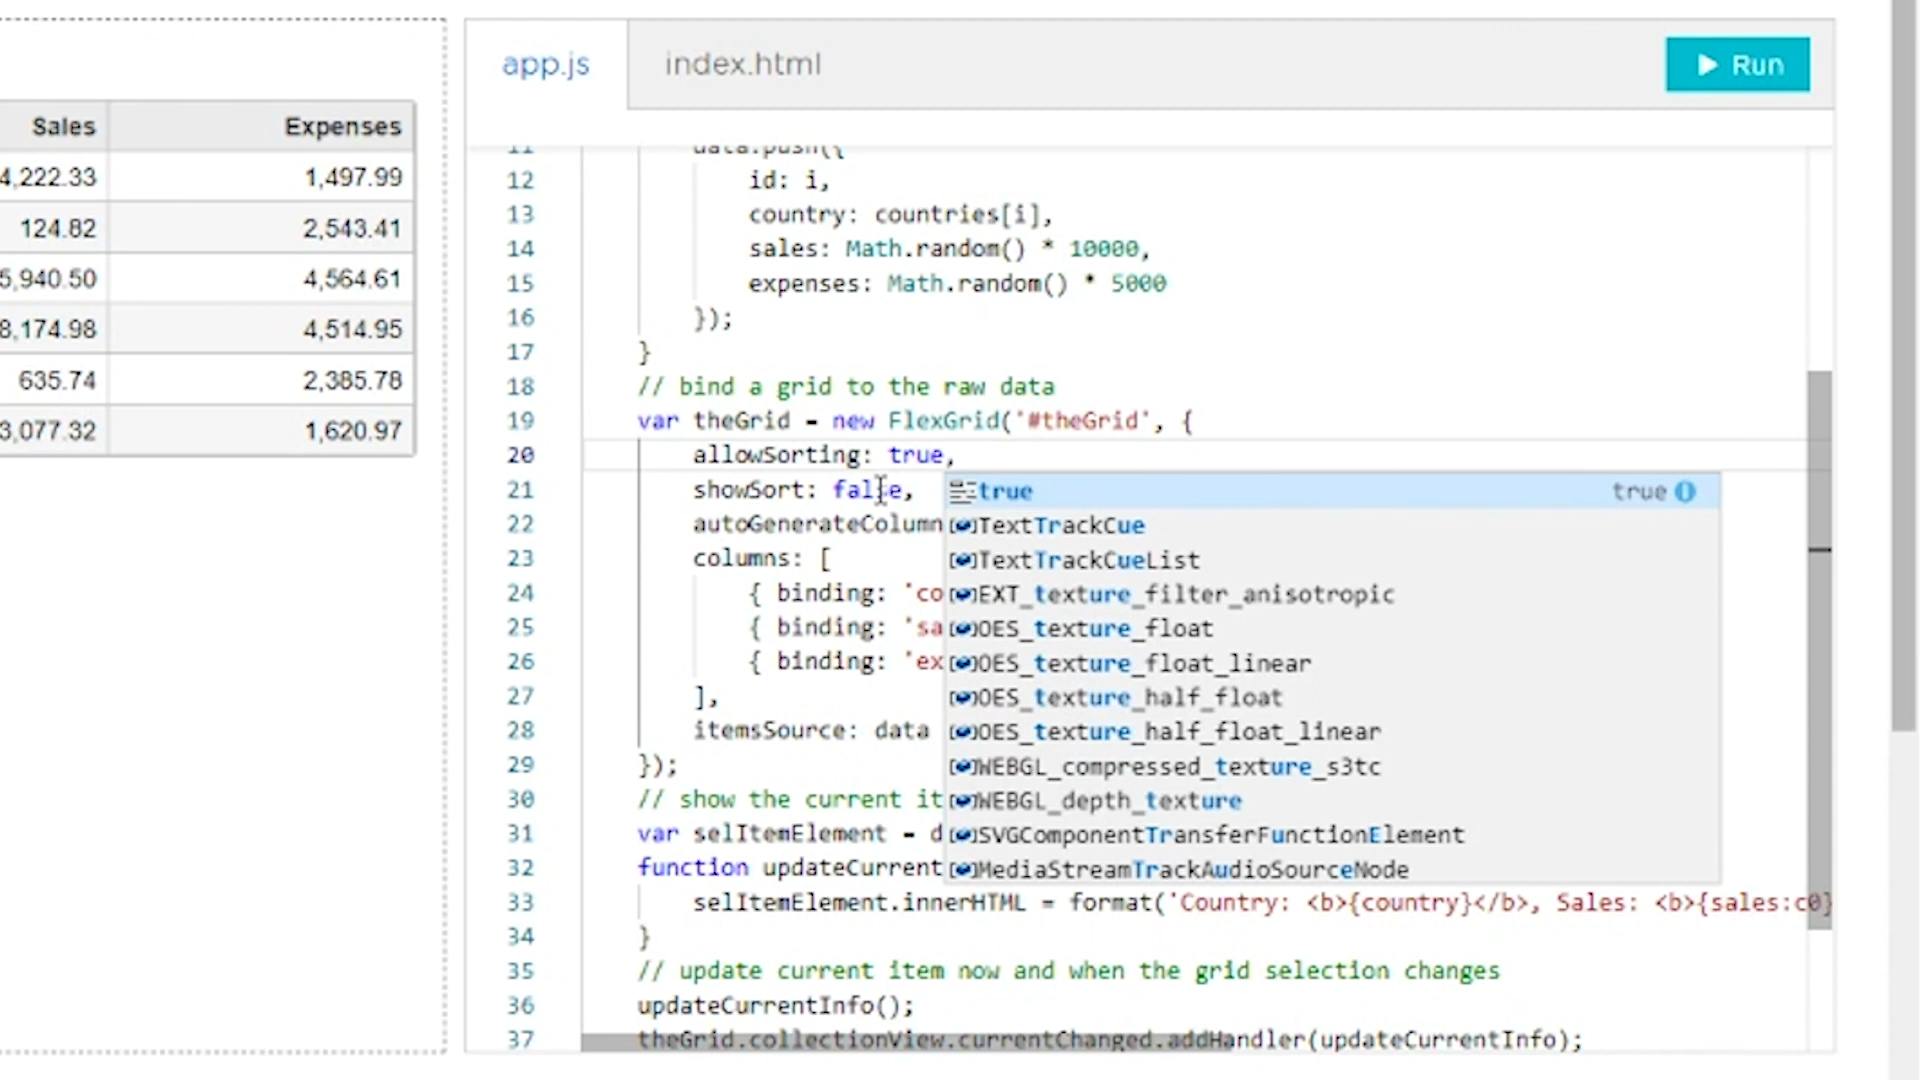 Sales Expenses
4,222.33 1,497.99
124.82 2,543.41
5,940.50 4,564.61
8,174.98 4,514.95
635.74 2,385.78
3,077.32 1,620.97
app.js index.html Run
11 data.push({
12 id: i,
13 country: countries[i],
14 sales: Math.random() * 10000,
15 expenses: Math.random() * 5000
16 });
17 }
18 // bind a grid to the raw data
19 var theGrid = new FlexGrid('#theGrid', {
20 allowSorting: true,
21 showSort: false,
22 autoGenerateColumn
23 columns: [
24 { binding: 'co
25 { binding: 'sa
26 { binding: 'ex
27 ],
28 itemsSource: data
29 });
30 // show the current it
31 var selItemElement = d
32 function updateCurrent
33 selItemElement.innerHTML = format('Country: <b>{country}</b>, Sales: <b>{sales:c0}
34 }
35 // update current item now and when the grid selection changes
36 updateCurrentInfo();
37 theGrid.collectionView.currentChanged.addHandler(updateCurrentInfo);
true true
TextTrackCue
TextTrackCueList
EXT_texture_filter_anisotropic
OES_texture_float
OES_texture_float_linear
OES_texture_half_float
OES_texture_half_float_linear
WEBGL_compressed_texture_s3tc
WEBGL_depth_texture
SVGComponentTransferFunctionElement
MediaStreamTrackAudioSourceNode